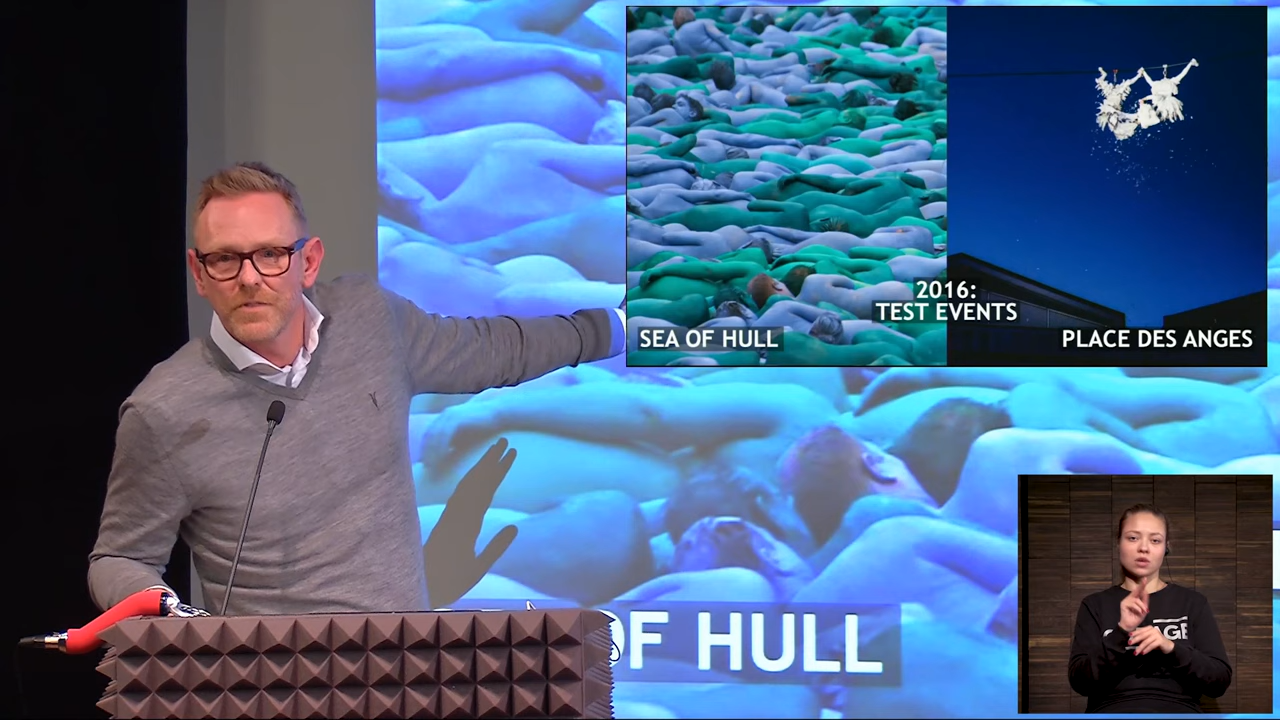 2016:
TEST EVENTS
SEA OF HULL
PLACE DES ANGES
OF HULL